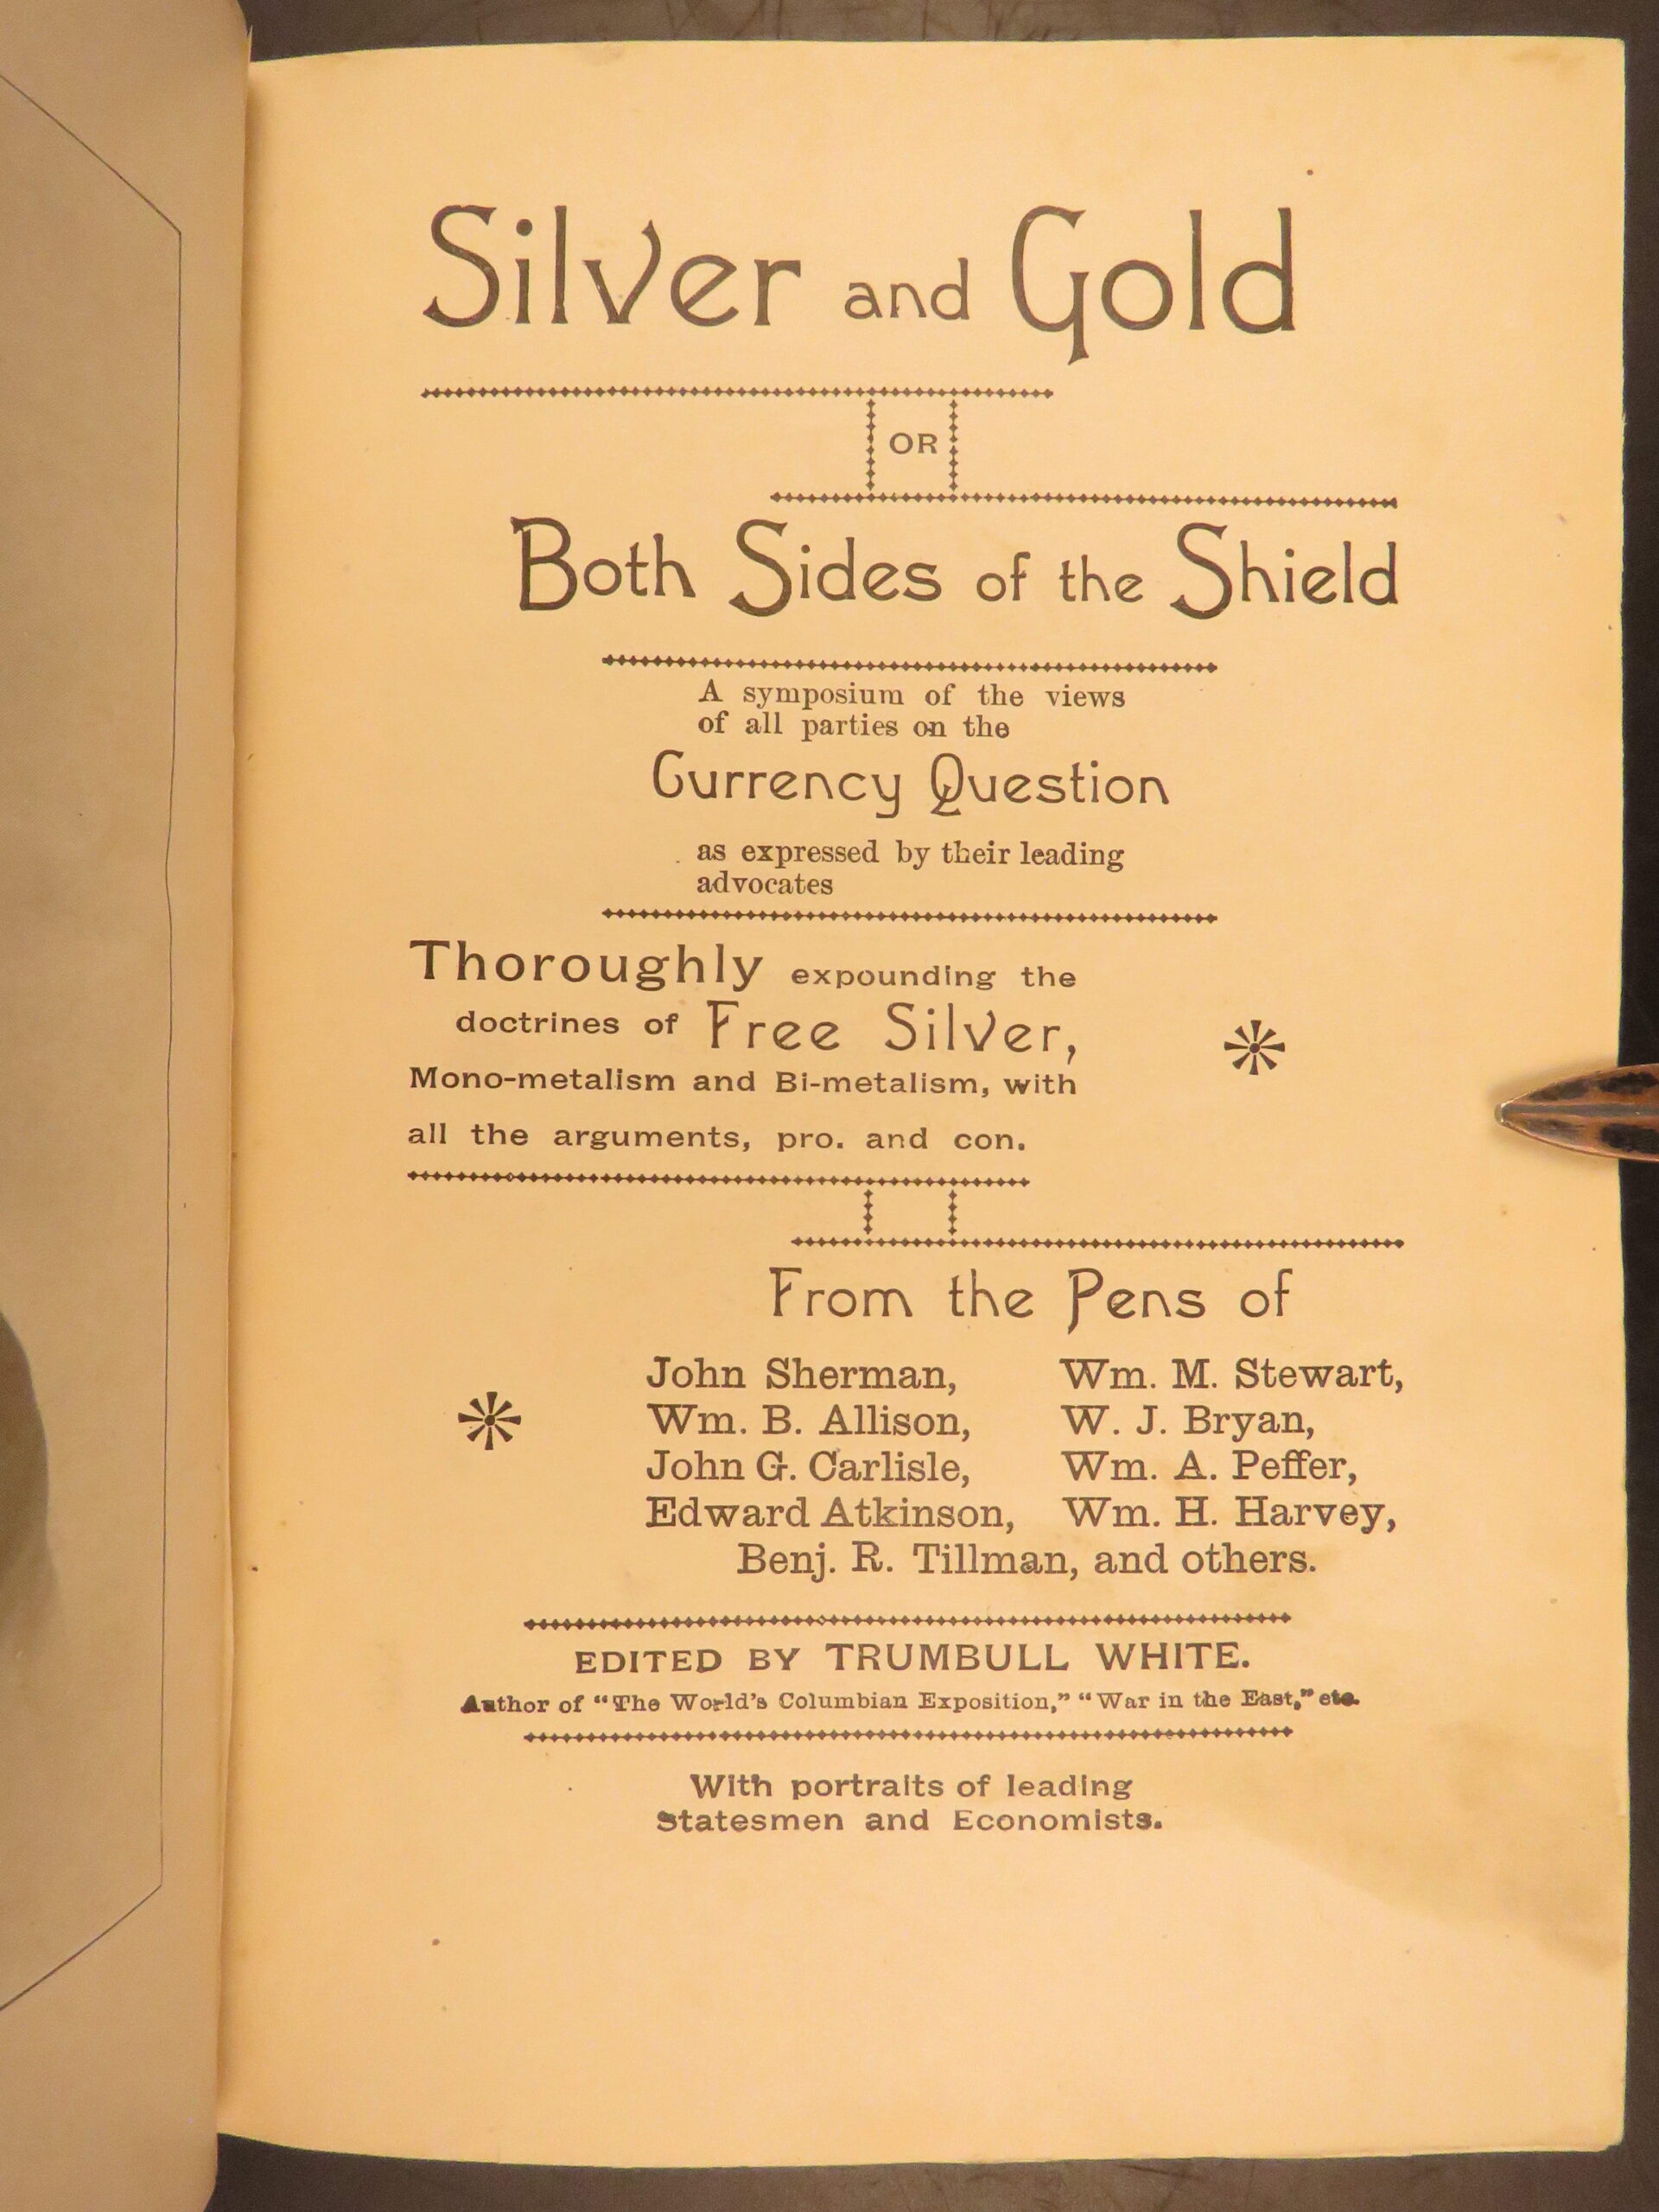 Silver and Gold
OR
Both Sides of the Shield
A symposium of the views
of all parties on the
Currency Question
as expressed by their leading
advocates
Thoroughly expounding the
doctrines of Free Silver,
Mono-metalism and Bi-metalism, with
all the arguments, pro. and con.
From the Pens of
John Sherman, Wm. M. Stewart,
Wm. B. Allison, W. J. Bryan,
John G. Carlisle, Wm. A. Peffer,
Edward Atkinson, Wm. H. Harvey,
Benj. R. Tillman, and others.
EDITED BY TRUMBULL WHITE.
Author of “The World’s Columbian Exposition,” “War in the East,” etc.
With portraits of leading
Statesmen and Economists.